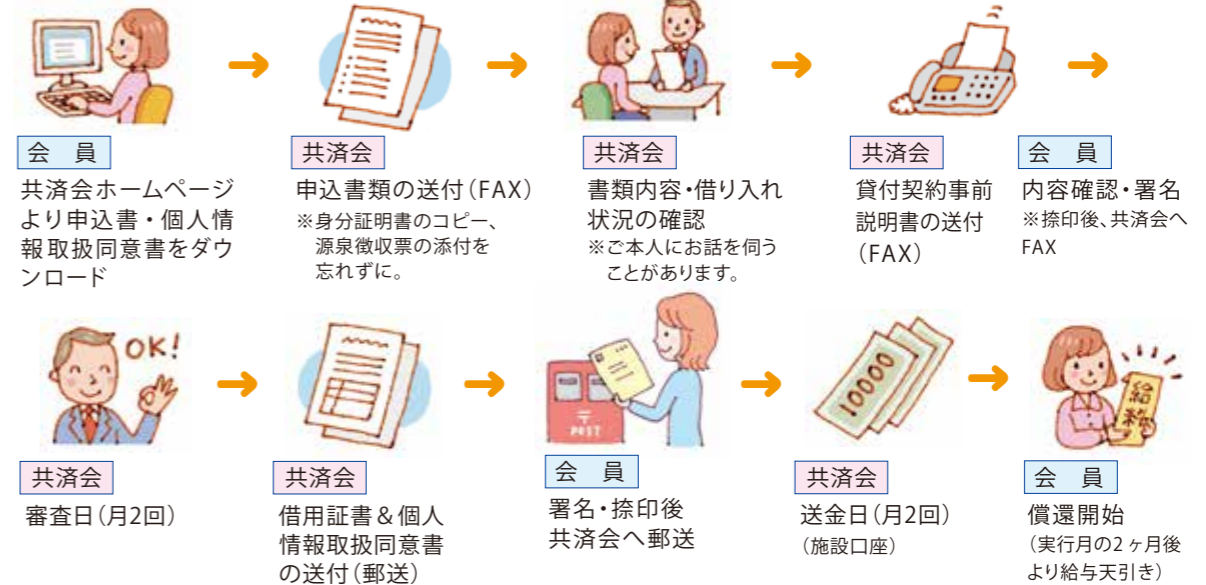 会 員
共済会ホームページ
より申込書・個人情
報取扱同意書をダウ
ンロード
共済会
申込書類の送付(FAX)
※身分証明書のコピー、
源泉徴収票の添付を
忘れずに。
共済会
書類内容・借り入れ
状況の確認
※ご本人にお話を伺う
ことがあります。
共済会
貸付契約事前
説明書の送付
(FAX)
会 員
内容確認・署名
※捺印後、共済会へ
FAX
OK!
共済会
審査日(月2回)
共済会
借用証書&個人
情報取扱同意書
の送付(郵送)
〒
POST
会 員
署名・捺印後
共済会へ郵送
10000
共済会
送金日(月2回)
(施設口座)
給料
会 員
償還開始
(実行月の2ヶ月後
より給与天引き)